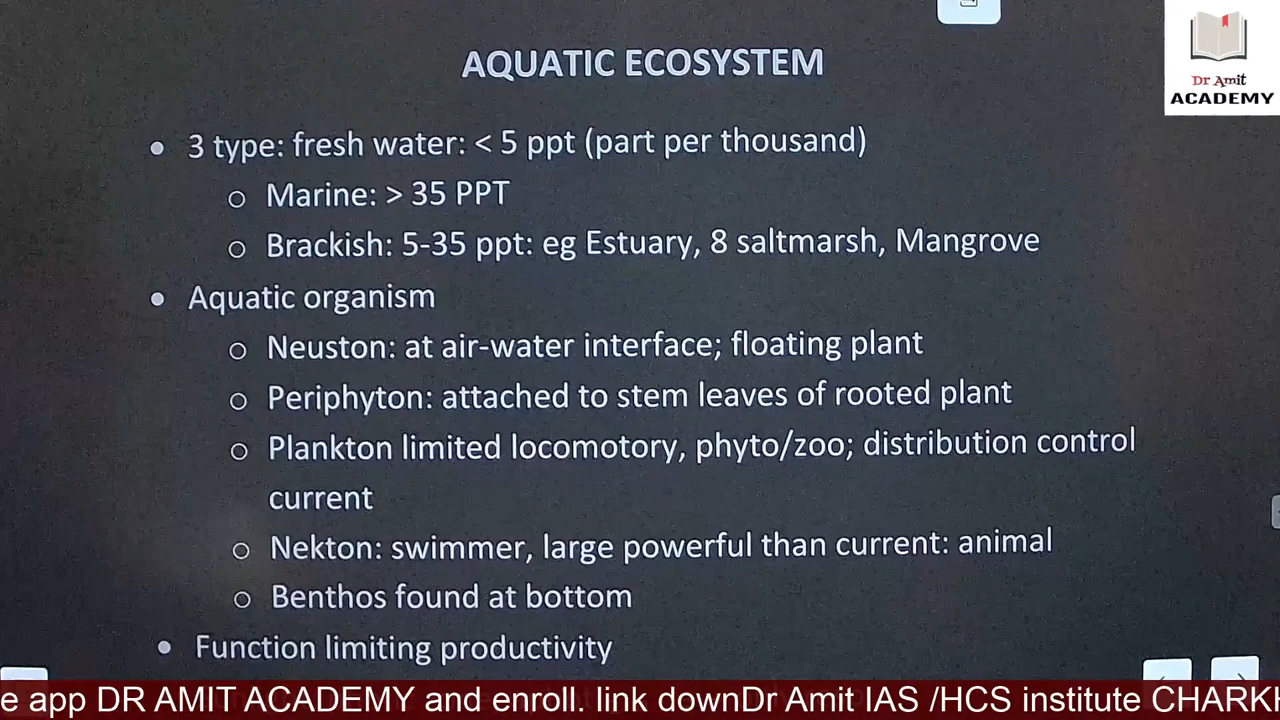 AQUATIC ECOSYSTEM
Dr Amit
ACADEMY
• 3 type: fresh water: < 5 ppt (part per thousand)
o Marine: > 35 PPT
o Brackish: 5-35 ppt: eg Estuary, 8 saltmarsh, Mangrove
• Aquatic organism
o Neuston: at air-water interface; floating plant
o Periphyton: attached to stem leaves of rooted plant
o Plankton limited locomotory, phyto/zoo; distribution control
current
o Nekton: swimmer, large powerful than current: animal
o Benthos found at bottom
• Function limiting productivity
e app DR AMIT ACADEMY and enroll. link downDr Amit IAS /HCS institute CHARKH